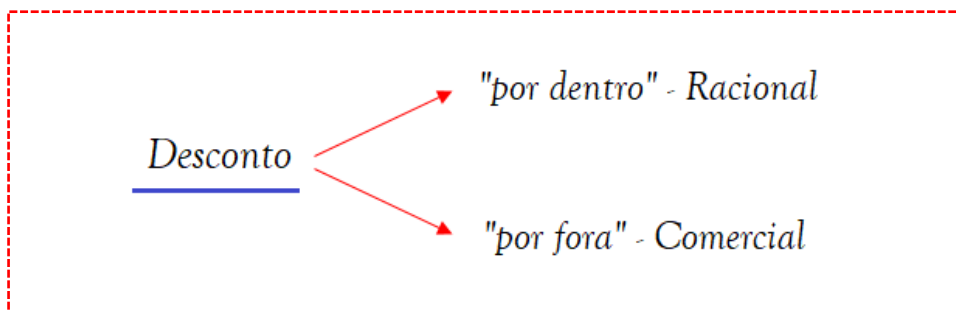 "por dentro" - Racional
Desconto
"por fora" - Comercial